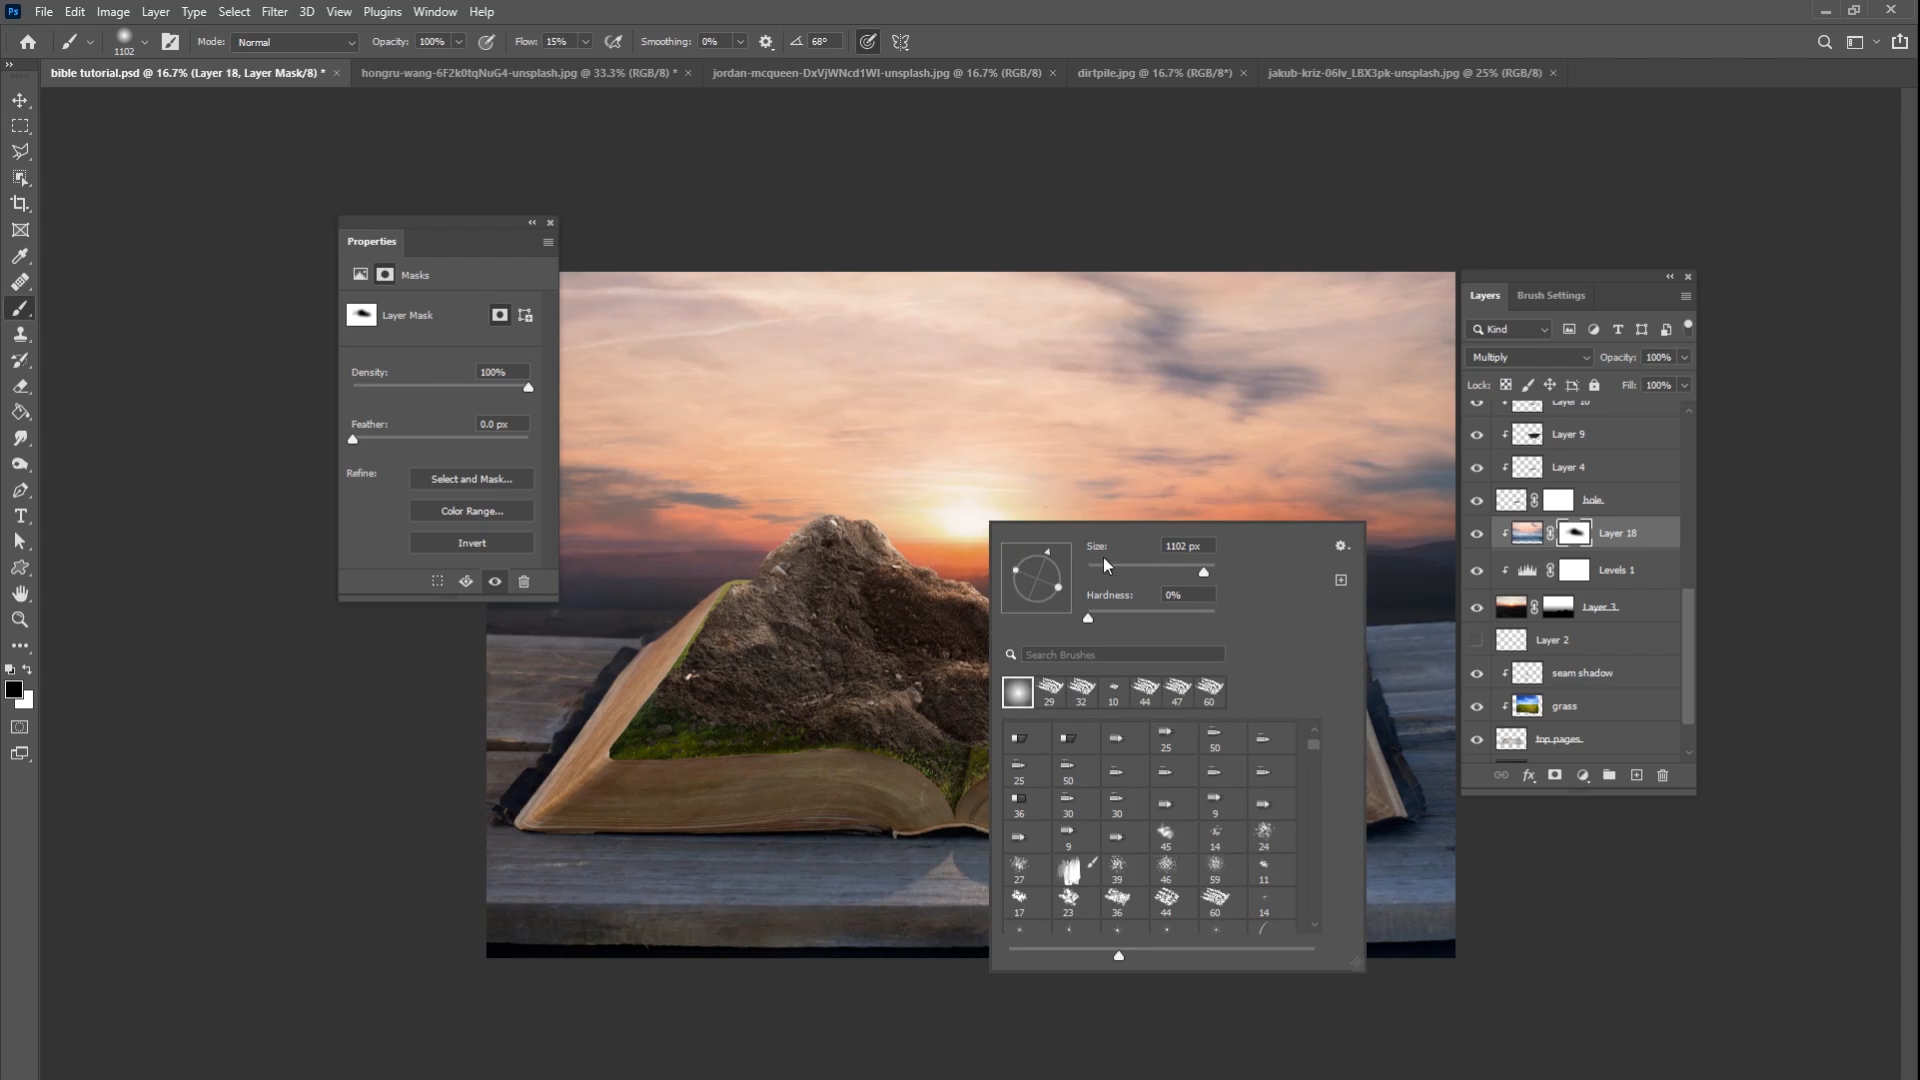 Ps File Edit Image Layer Type Select Filter 3D View Plugins Window Help
1102 Mode: Normal Opacity: 100% Flow: 15% Smoothing: 0% 68°
bible tutorial.psd @ 16.7% (Layer 18, Layer Mask/8) * hongru-wang-6F2k0tqNuG4-unsplash.jpg @ 33.3% (RGB/8) * jordan-mcqueen-DxVjWNcd1WI-unsplash.jpg @ 16.7% (RGB/8) dirtpile.jpg @ 16.7% (RGB/8*) jakub-kriz-06lv_LBX3pk-unsplash.jpg @ 25% (RGB/8)
Properties
Masks
Layer Mask
Density: 100%
Feather: 0.0 px
Refine: Select and Mask...
Color Range...
Invert
Size: 1102 px
Hardness: 0%
Search Brushes
29 32 10 44 47 60
25 50
25 50
36 30 30 9
9 45 14 24
27 39 46 59 11
17 23 36 44 60 14
Layers Brush Settings
Kind
Multiply Opacity: 100%
Lock: Fill: 100%
Layer 10
Layer 9
Layer 4
hole
Layer 18
Levels 1
Layer 3
Layer 2
seam shadow
grass
top pages